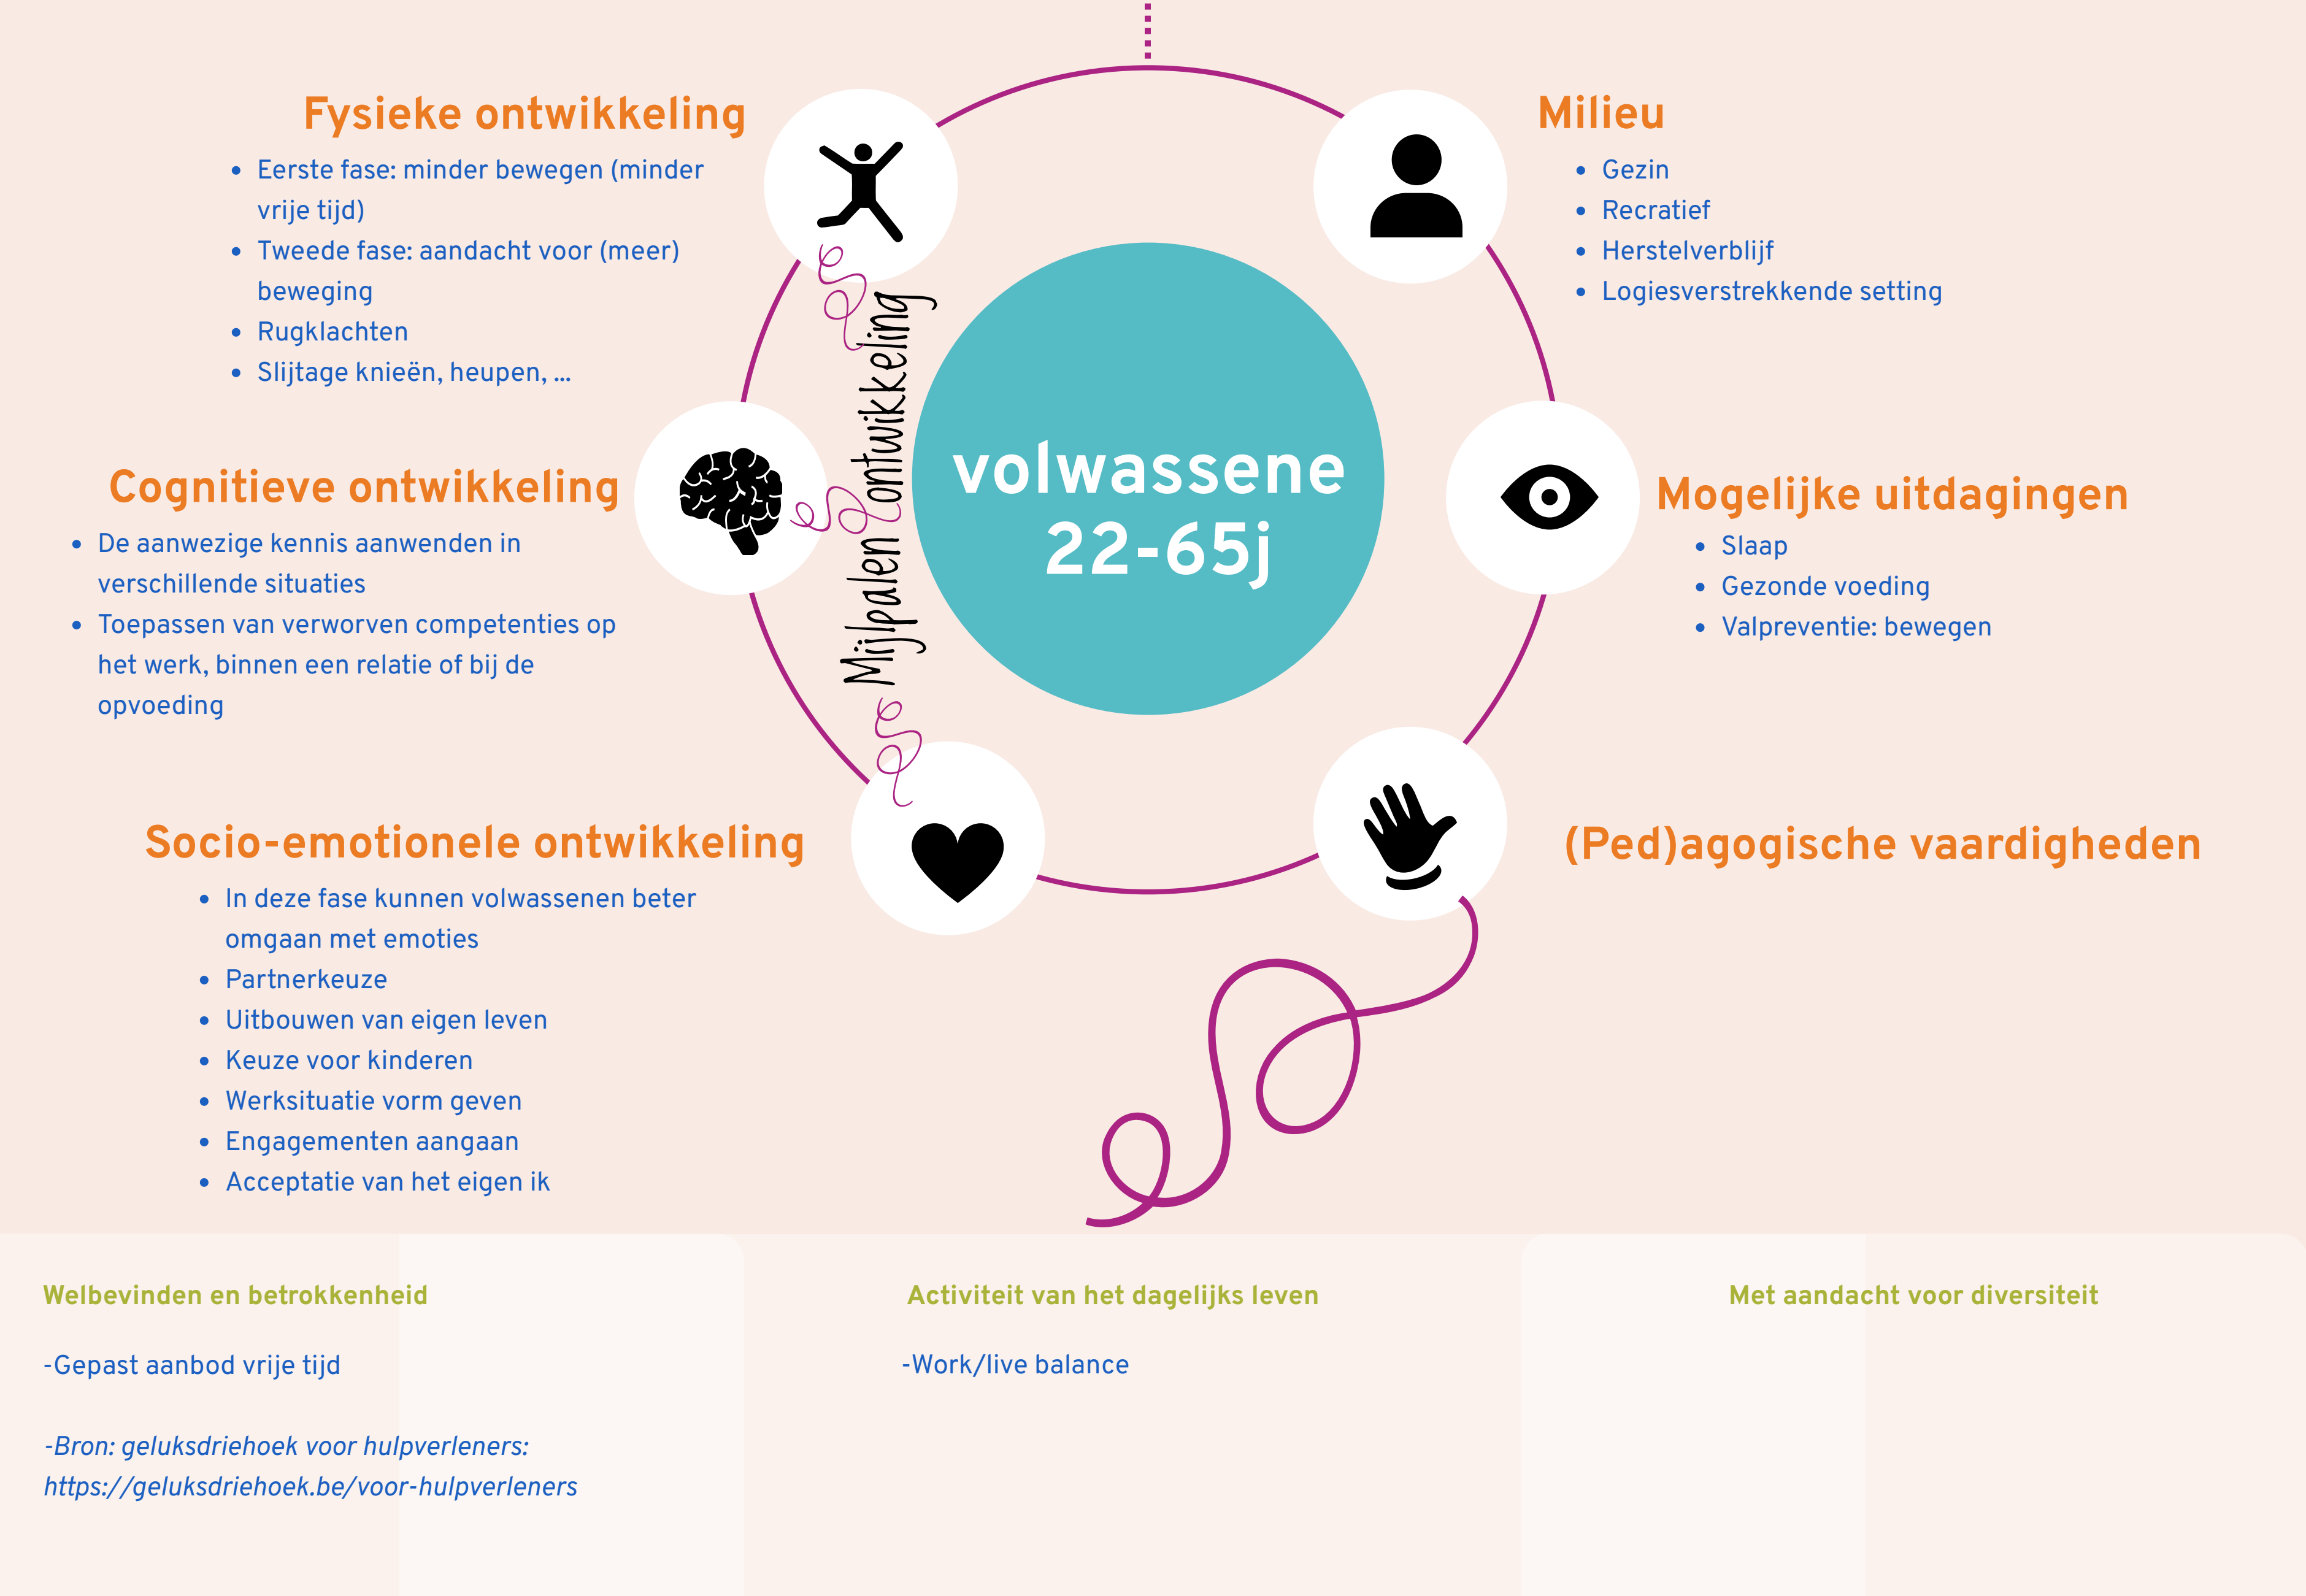 Fysieke ontwikkeling
Eerste fase: minder bewegen (minder
vrije tijd)
Tweede fase: aandacht voor (meer)
beweging
Rugklachten
Slijtage knieën, heupen, ...
Cognitieve ontwikkeling
De aanwezige kennis aanwenden in
verschillende situaties
Toepassen van verworven competenties op
het werk, binnen een relatie of bij de
opvoeding
Socio-emotionele ontwikkeling
In deze fase kunnen volwassenen beter
omgaan met emoties
Partnerkeuze
Uitbouwen van eigen leven
Keuze voor kinderen
Werksituatie vorm geven
Engagementen aangaan
Acceptatie van het eigen ik
Mijlpalen ontwikkeling
volwassene
22-65j
Milieu
Gezin
Recratief
Herstelverblijf
Logiesverstrekkende setting
Mogelijke uitdagingen
Slaap
Gezonde voeding
Valpreventie: bewegen
(Ped)agogische vaardigheden
Welbevinden en betrokkenheid
-Gepast aanbod vrije tijd
-Bron: geluksdriehoek voor hulpverleners:
https://geluksdriehoek.be/voor-hulpverleners
Activiteit van het dagelijks leven
-Work/live balance
Met aandacht voor diversiteit